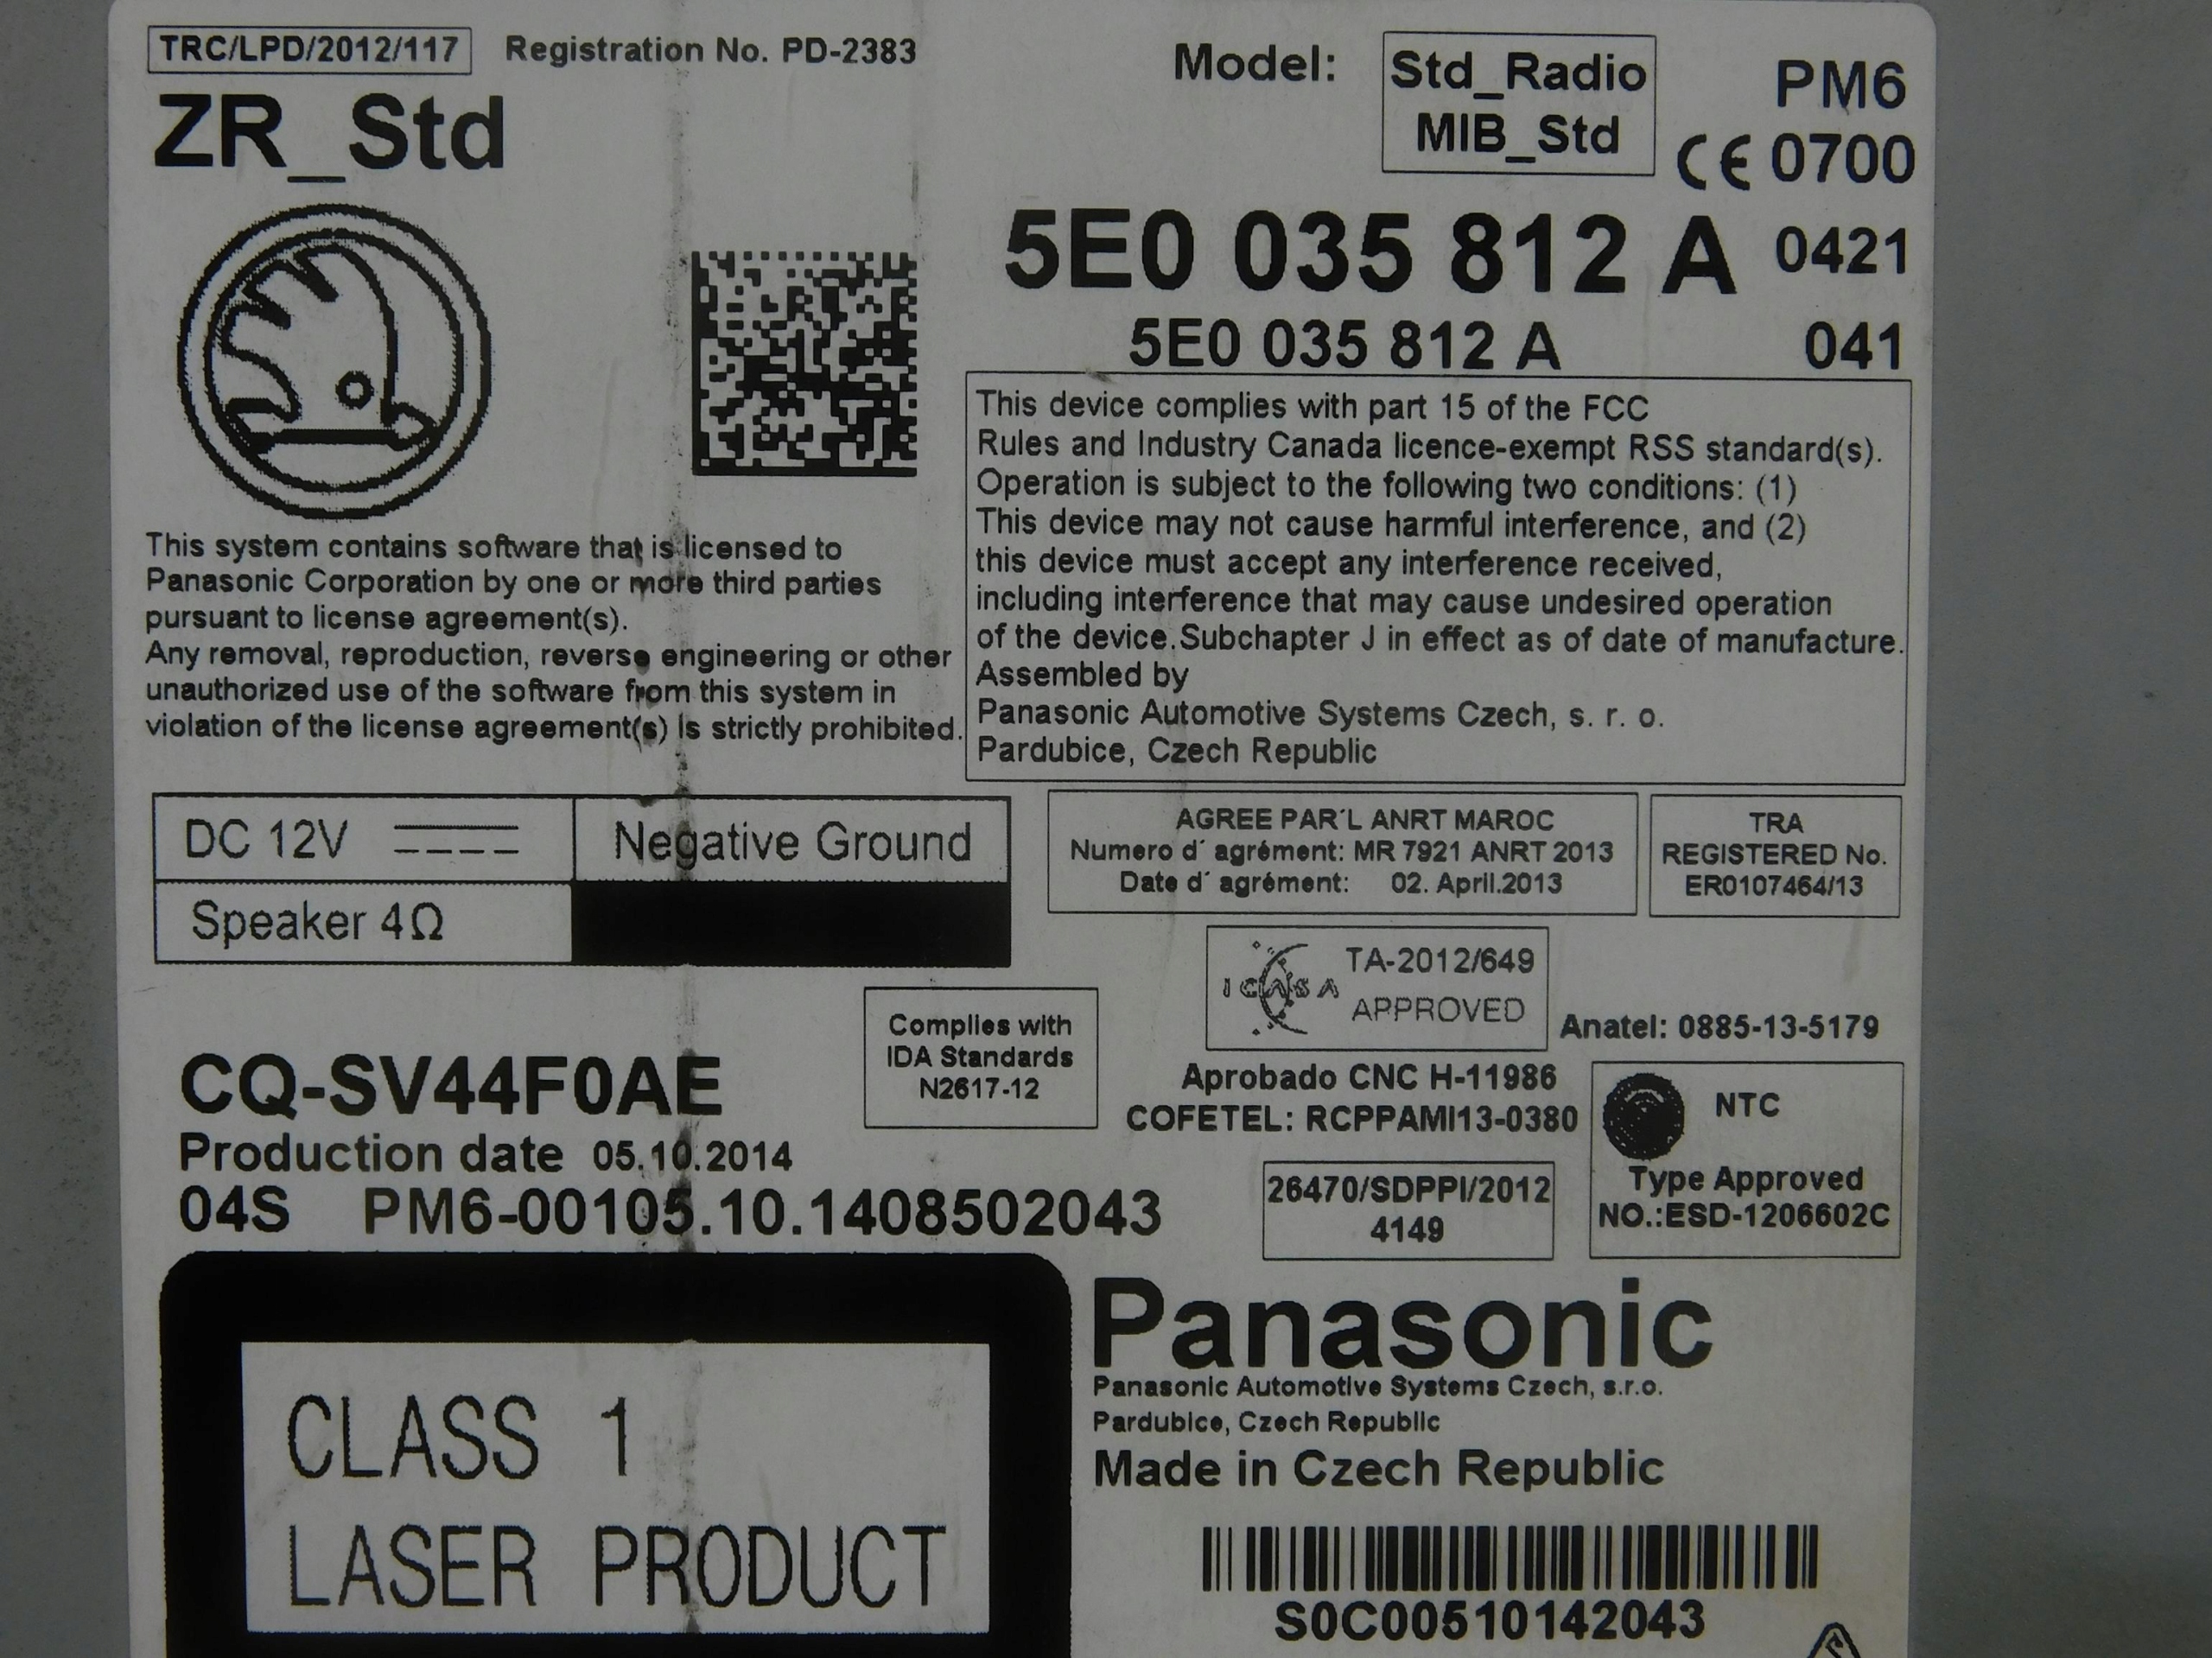 TRC/LPD/2012/117 Registration No. PD-2383
ZR_Std
Model:
Std_Radio
MIB_Std
PM6
CE 0700
5E0 035 812 A 0421
5E0 035 812 A 041
This device complies with part 15 of the FCC
Rules and Industry Canada licence-exempt RSS standard(s).
Operation is subject to the following two conditions: (1)
This device may not cause harmful interference, and (2)
this device must accept any interference received,
including interference that may cause undesired operation
of the device.Subchapter J in effect as of date of manufacture.
Assembled by
Panasonic Automotive Systems Czech, s. r. o.
Pardubice, Czech Republic
This system contains software that is licensed to
Panasonic Corporation by one or more third parties
pursuant to license agreement(s).
Any removal, reproduction, reverse engineering or other
unauthorized use of the software from this system in
violation of the license agreement(s) is strictly prohibited.
DC 12V
Negative Ground
Speaker 4Ω
AGREE PAR´L ANRT MAROC
Numero d´ agrément: MR 7921 ANRT 2013
Date d´ agrément: 02. April.2013
TRA
REGISTERED No.
ER0107464/13
ICASA
TA-2012/649
APPROVED
Anatel: 0885-13-5179
Complies with
IDA Standards
N2617-12
Aprobado CNC H-11986
COFETEL: RCPPAMI13-0380
NTC
Type Approved
NO.:ESD-1206602C
26470/SDPPI/2012
4149
CQ-SV44F0AE
Production date 05.10.2014
04S PM6-00105.10.1408502043
CLASS 1
LASER PRODUCT
Panasonic
Panasonic Automotive Systems Czech, s.r.o.
Pardubice, Czech Republic
Made in Czech Republic
S0C00510142043